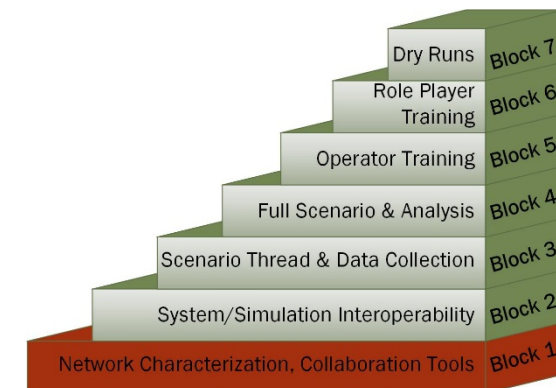 Dry Runs Block 7
Role Player
Training Block 6
Operator Training Block 5
Full Scenario & Analysis Block 4
Scenario Thread & Data Collection Block 3
System/Simulation Interoperability Block 2
Network Characterization, Collaboration Tools Block 1